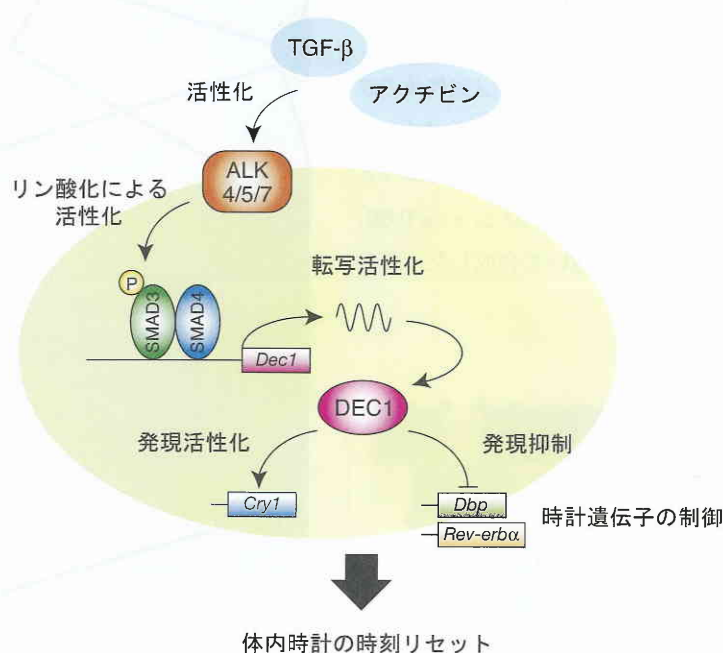 TGF-β
アクチビン
活性化
ALK
4/5/7
リン酸化による
活性化
P
SMAD3
SMAD4
転写活性化
Dec1
DEC1
発現活性化
発現抑制
Cry1
Dbp
Rev-erbα
時計遺伝子の制御
体内時計の時刻リセット